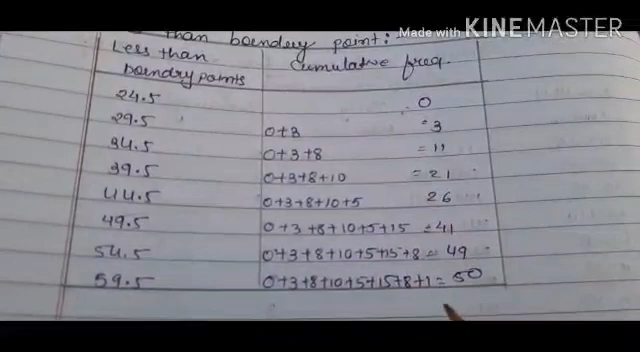 Made with KINEMASTER
than boendery point:
Less than boendry points | Cumulative freq.
24.5 | 0
29.5 | 0+3 = 3
34.5 | 0+3+8 = 11
39.5 | 0+3+8+10 = 21
44.5 | 0+3+8+10+5 26
49.5 | 0+3+8+10+5+15 = 41
54.5 | 0+3+8+10+5+15+8 = 49
59.5 | 0+3+8+10+5+15+8+1 = 50